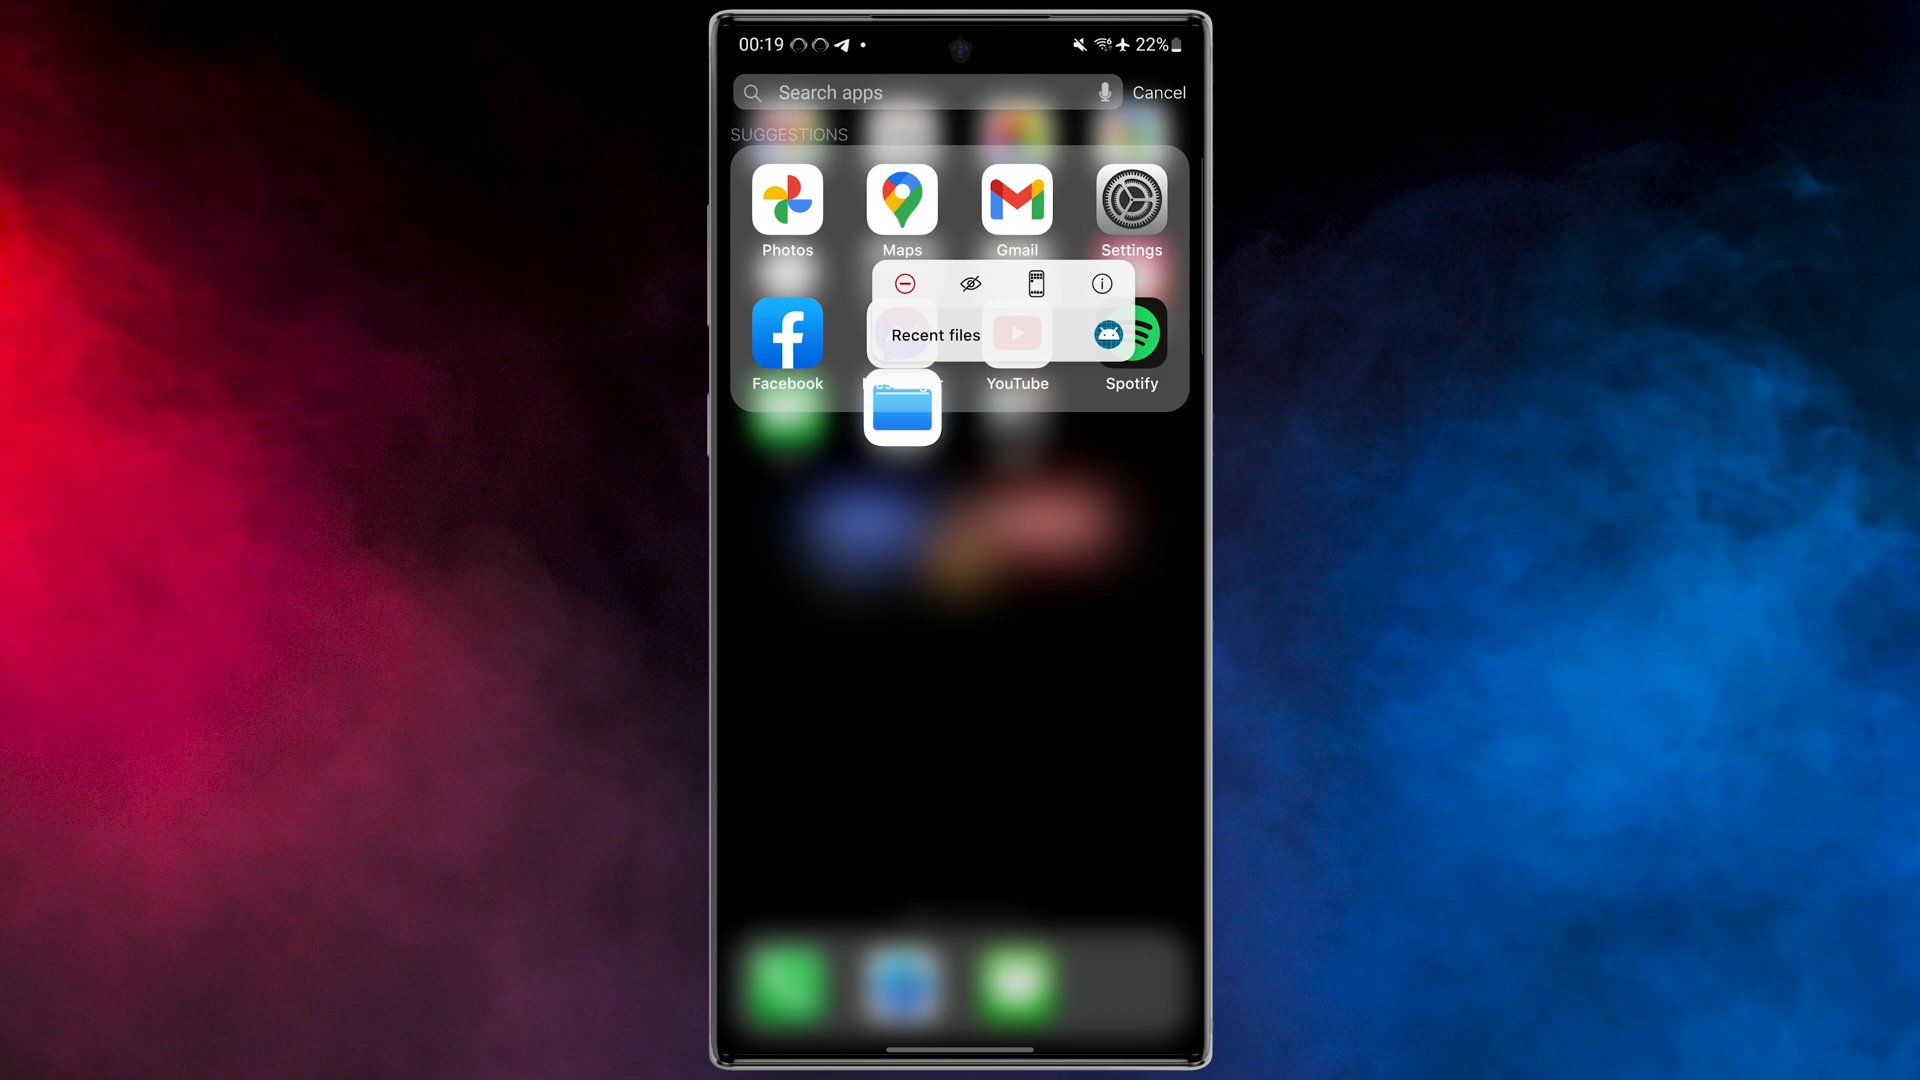 00:19 22%
Search apps Cancel
SUGGESTIONS
Photos Maps Gmail Settings
Recent files
Facebook YouTube Spotify